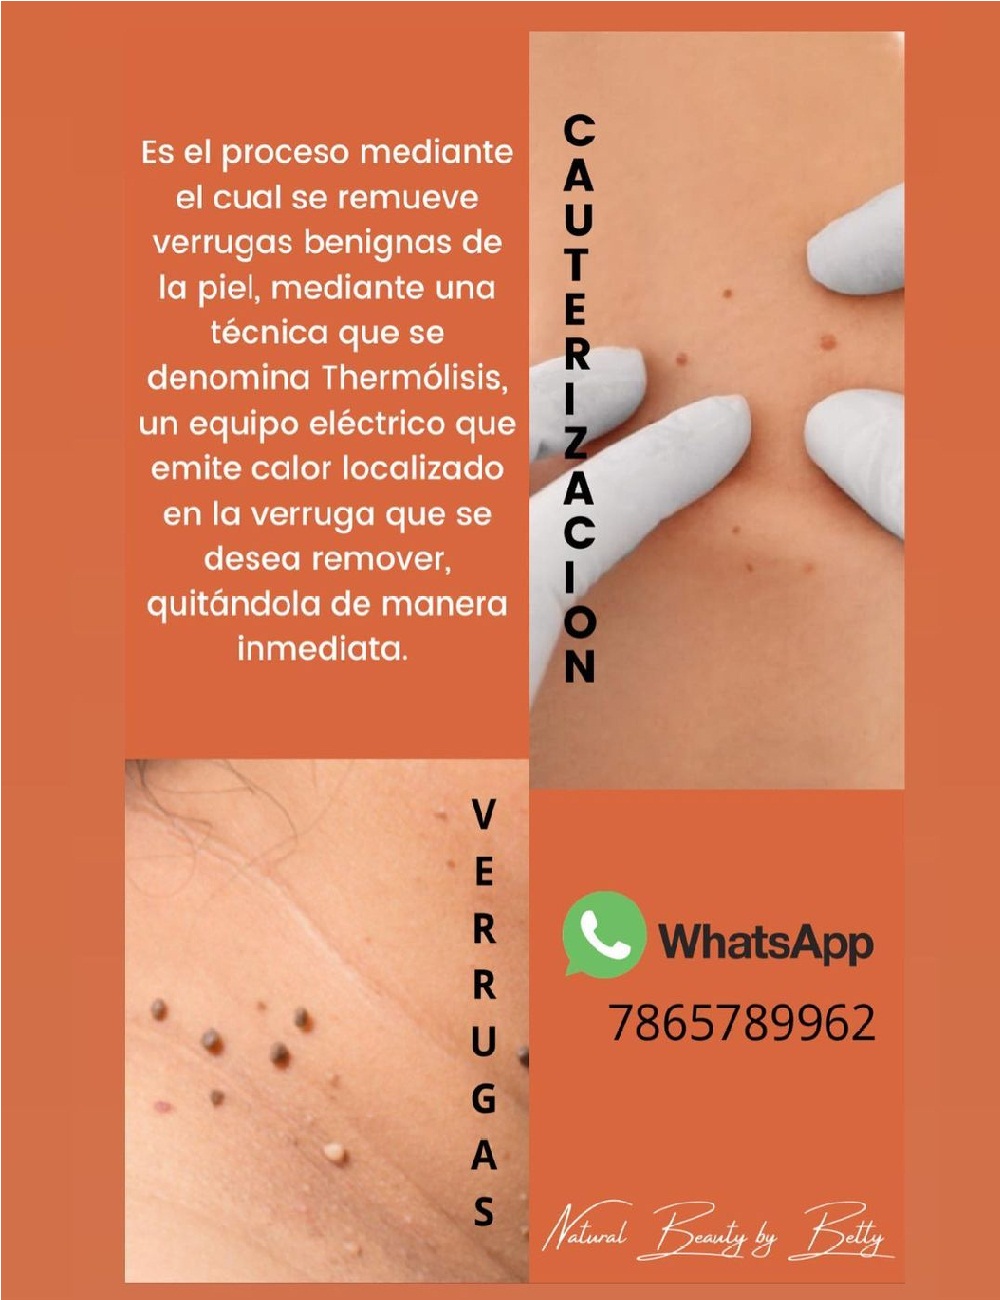 Es el proceso mediante
el cual se remueve
verrugas benignas de
la piel, mediante una
técnica que se
denomina Thermólisis,
un equipo eléctrico que
emite calor localizado
en la verruga que se
desea remover,
quitándola de manera
inmediata.
CAUTERIZACION
VERRUGAS
WhatsApp
7865789962
Natural Beauty by Betty